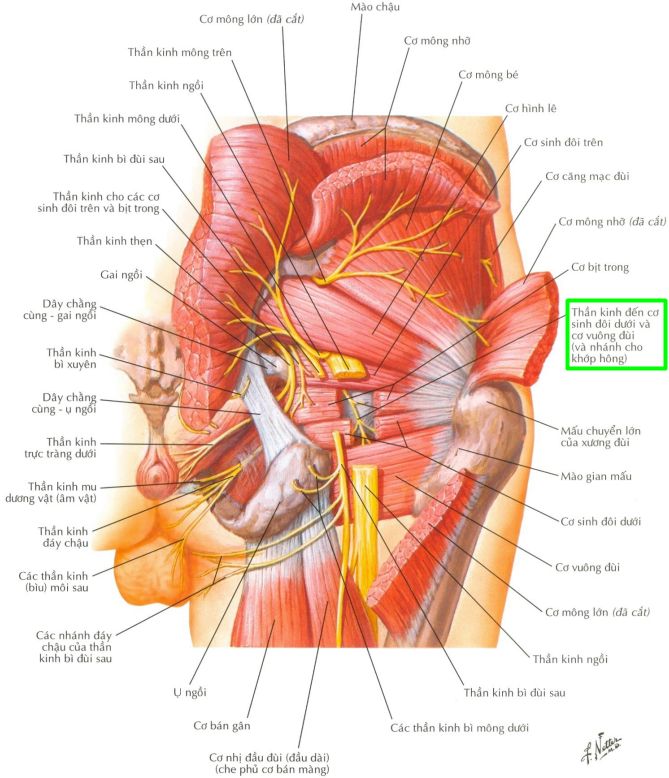 Cơ mông lớn (đã cắt)
Thần kinh mông trên
Thần kinh ngồi
Thần kinh mông dưới
Thần kinh bì đùi sau
Thần kinh cho các cơ
sinh đôi trên và bịt trong
Thần kinh thẹn
Gai ngồi
Dây chằng
cùng - gai ngồi
Thần kinh
bì xuyên
Dây chằng
cùng - ụ ngồi
Thần kinh
trực tràng dưới
Thần kinh mu
dương vật (âm vật)
Thần kinh
đáy chậu
Các thần kinh
(bìu) môi sau
Các nhánh đáy
chậu của thần
kinh bì đùi sau
Ụ ngồi
Cơ bán gân
Cơ nhị đầu đùi (đầu dài)
(che phủ cơ bán màng)
Mào chậu
Cơ mông nhỡ
Cơ mông bé
Cơ hình lê
Cơ sinh đôi trên
Cơ căng mạc đùi
Cơ mông nhỡ (đã cắt)
Cơ bịt trong
Thần kinh đến cơ
sinh đôi dưới và
cơ vuông đùi
(và nhánh cho
khớp hông)
Mấu chuyển lớn
của xương đùi
Mào gian mấu
Cơ sinh đôi dưới
Cơ vuông đùi
Cơ mông lớn (đã cắt)
Thần kinh ngồi
Thần kinh bì đùi sau
Các thần kinh bì mông dưới
F. Netter
M.D.